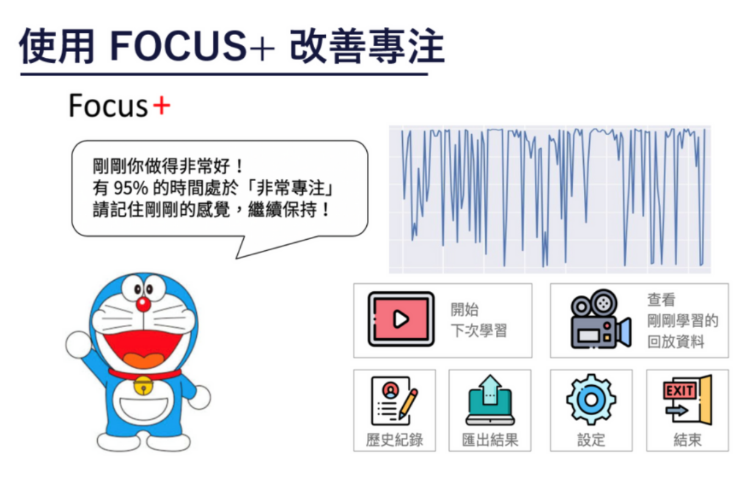 使用 FOCUS+ 改善專注
Focus+
剛剛你做得非常好！
有 95% 的時間處於「非常專注」
請記住剛剛的感覺，繼續保持！
開始
下次學習
查看
剛剛學習的
回放資料
歷史紀錄
匯出結果
設定
EXIT
結束